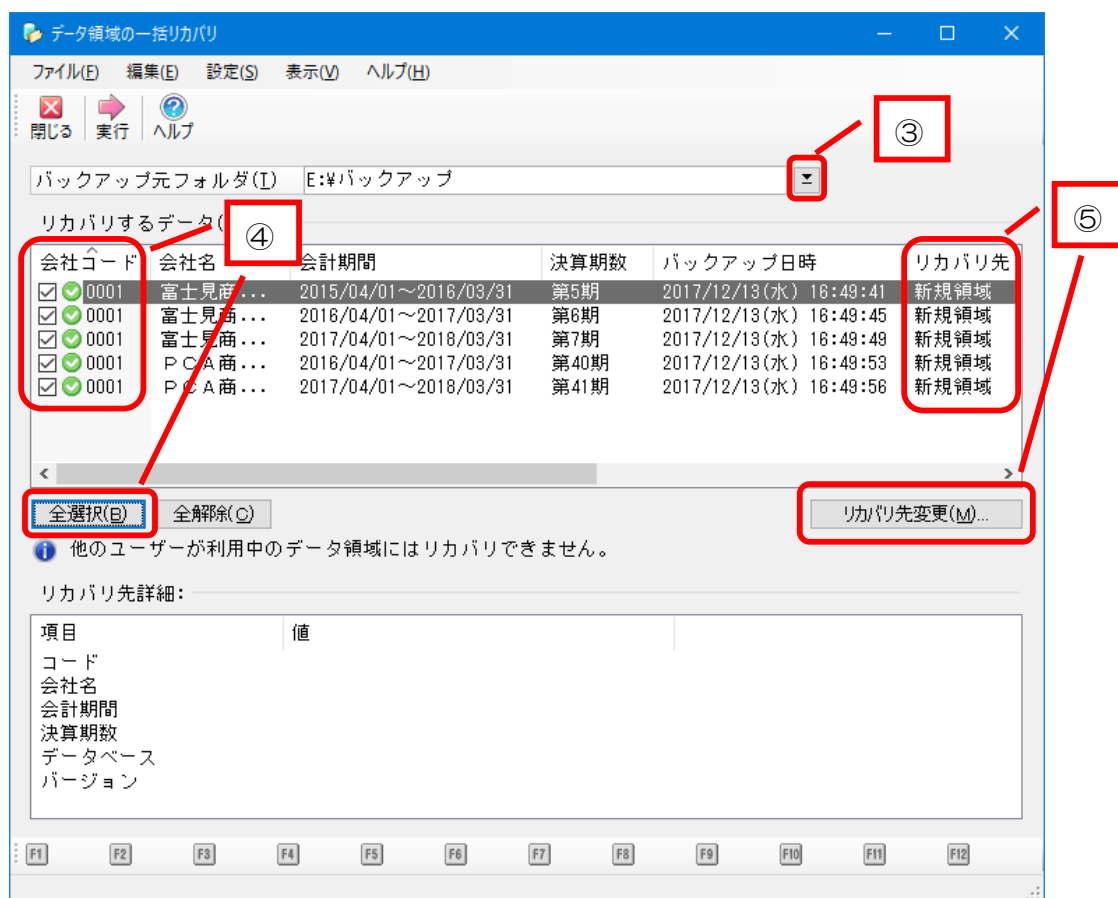 データ領域の一括リカバリ
ファイル(F) 編集(E) 設定(S) 表示(V) ヘルプ(H)
閉じる 実行 ヘルプ
③
バックアップ元フォルダ(I) E:¥バックアップ
⑤
リカバリするデータ(
④
会社コード 会社名 会計期間 決算期数 バックアップ日時 リカバリ先
0001 富士見商... 2015/04/01～2016/03/31 第5期 2017/12/13(水) 16:49:41 新規領域
0001 富士見商... 2016/04/01～2017/03/31 第6期 2017/12/13(水) 16:49:45 新規領域
0001 富士見商... 2017/04/01～2018/03/31 第7期 2017/12/13(水) 16:49:49 新規領域
0001 ＰＣＡ商... 2016/04/01～2017/03/31 第40期 2017/12/13(水) 16:49:53 新規領域
0001 ＰＣＡ商... 2017/04/01～2018/03/31 第41期 2017/12/13(水) 16:49:56 新規領域
全選択(B) 全解除(C) リカバリ先変更(M)...
他のユーザーが利用中のデータ領域にはリカバリできません。
リカバリ先詳細:
項目 値
コード
会社名
会計期間
決算期数
データベース
バージョン
F1 F2 F3 F4 F5 F6 F7 F8 F9 F10 F11 F12